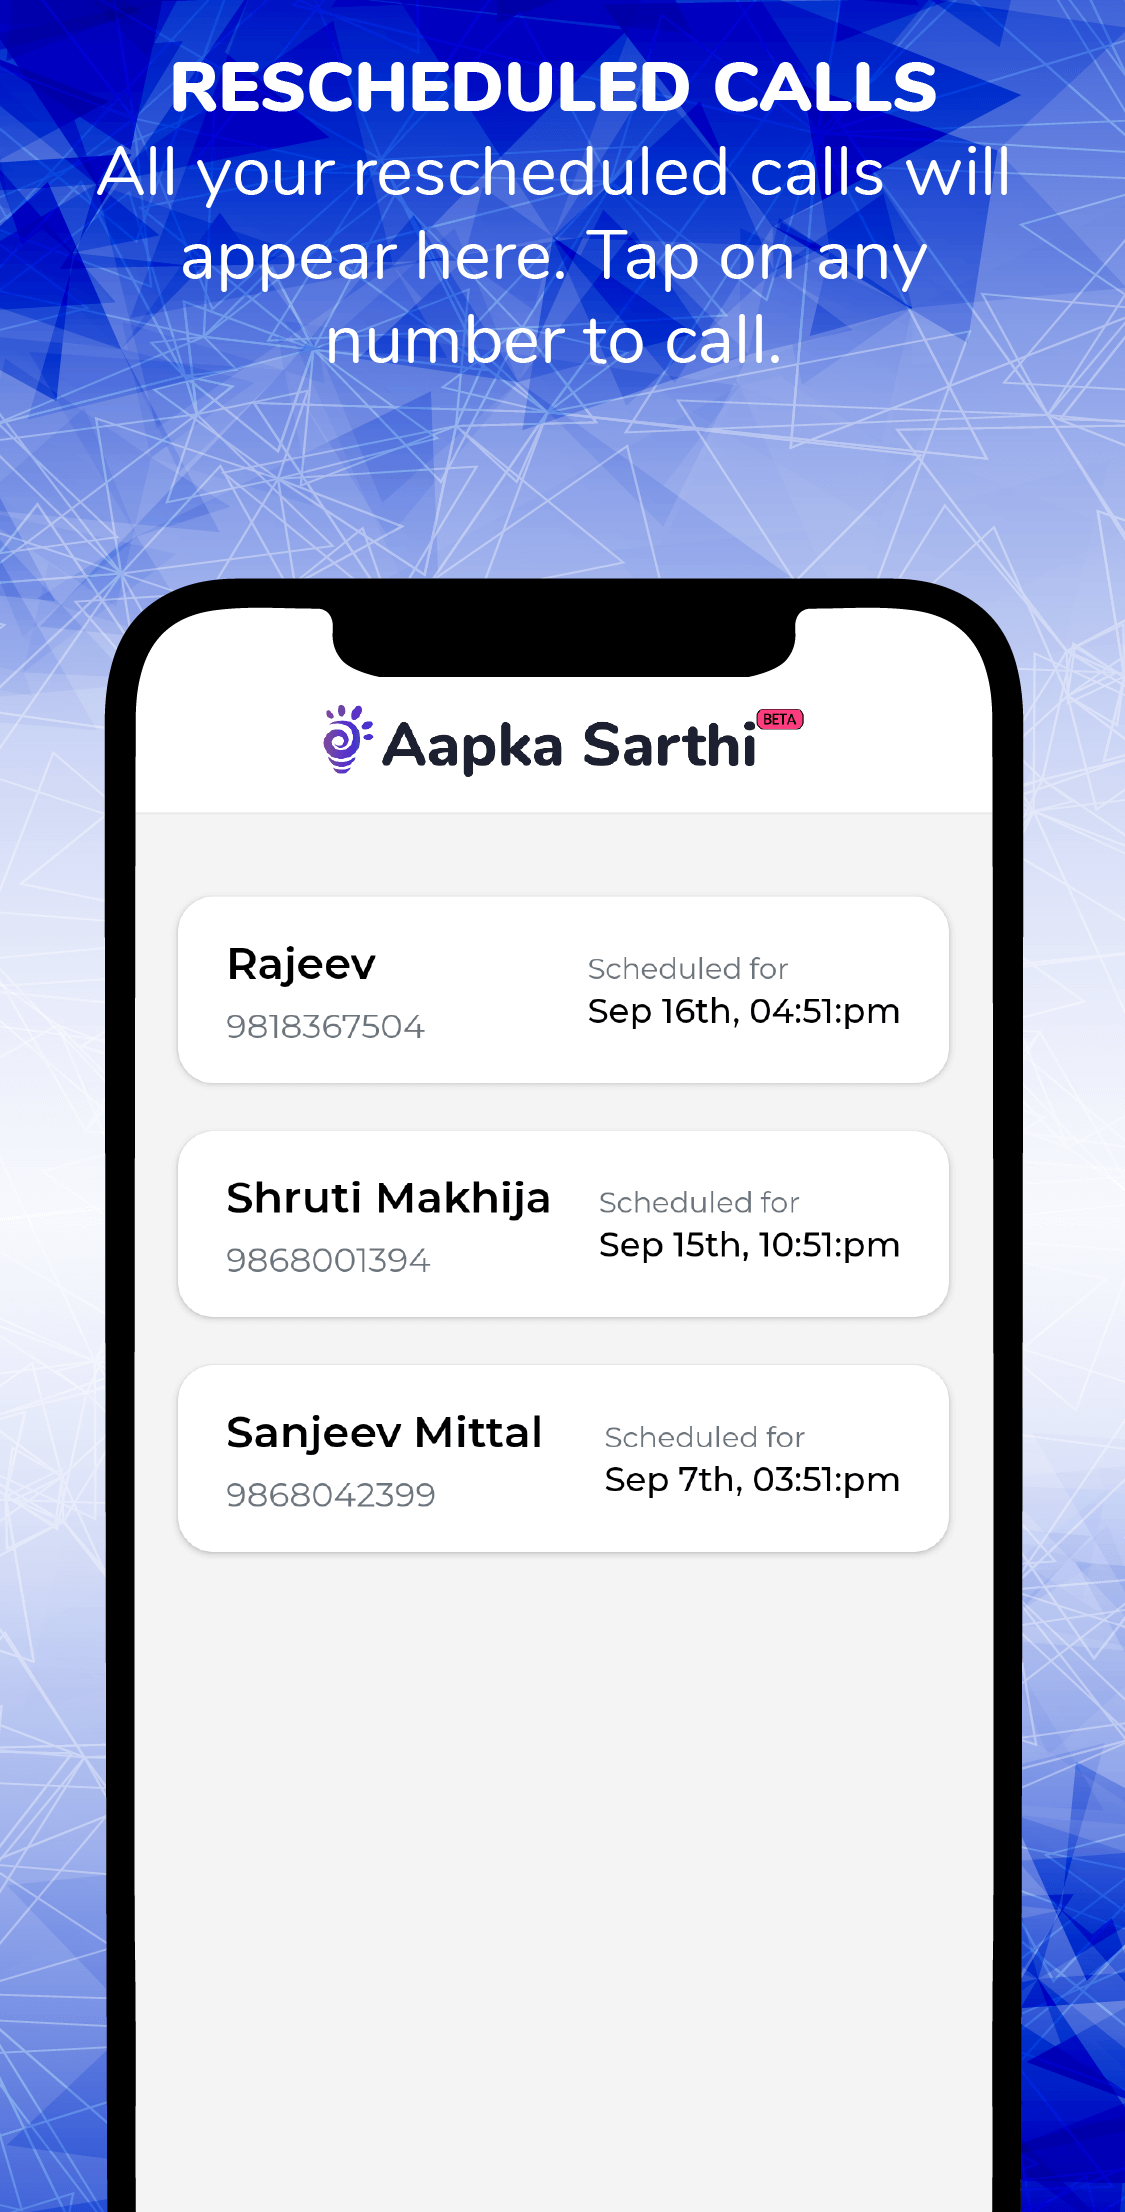 RESCHEDULED CALLS
All your rescheduled calls will
appear here. Tap on any
number to call.
Aapka Sarthi BETA
Rajeev
9818367504
Scheduled for
Sep 16th, 04:51:pm
Shruti Makhija
9868001394
Scheduled for
Sep 15th, 10:51:pm
Sanjeev Mittal
9868042399
Scheduled for
Sep 7th, 03:51:pm